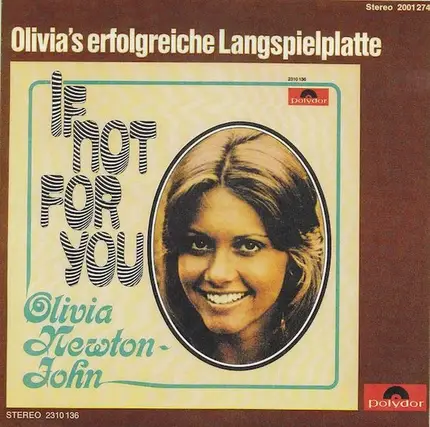 Stereo 2001 274
Olivia's erfolgreiche Langspielplatte
2310 136
Polydor
IF
NOT
FOR
YOU
Olivia
Newton-
John
Polydor
STEREO 2310 136